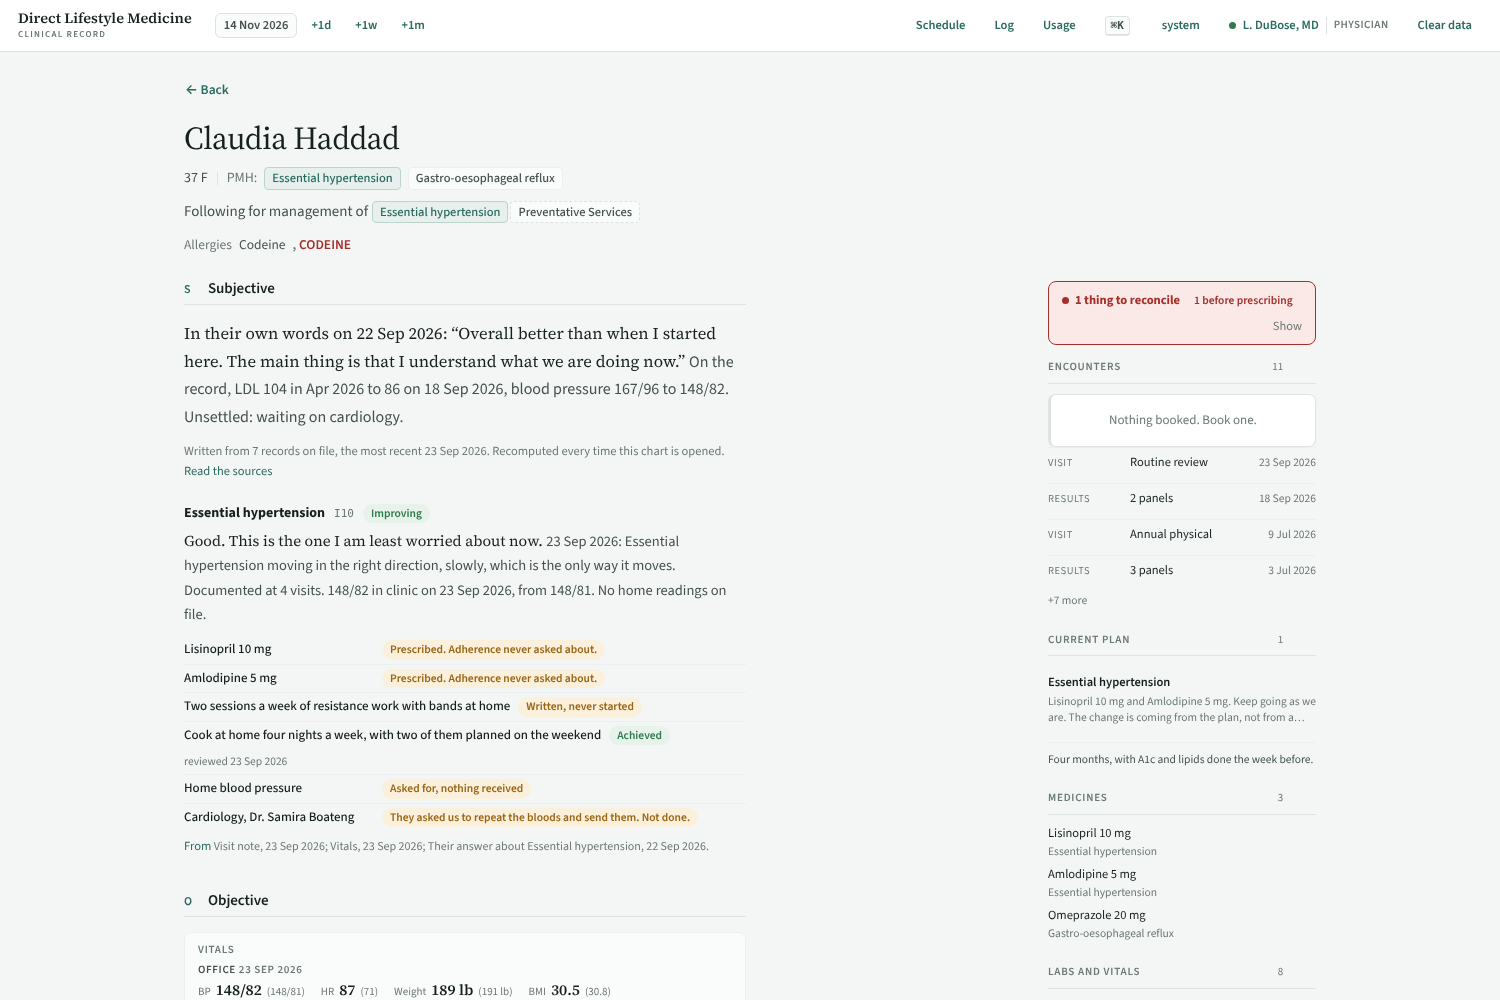 Direct Lifestyle Medicine
CLINICAL RECORD
14 Nov 2026 +1d +1w +1m
Schedule Log Usage ⌘K system L. DuBose, MD PHYSICIAN Clear data
← Back
Claudia Haddad
37 F PMH: Essential hypertension Gastro-oesophageal reflux
Following for management of Essential hypertension Preventative Services
Allergies Codeine , CODEINE
S Subjective
In their own words on 22 Sep 2026: “Overall better than when I started
here. The main thing is that I understand what we are doing now.” On the
record, LDL 104 in Apr 2026 to 86 on 18 Sep 2026, blood pressure 167/96 to 148/82.
Unsettled: waiting on cardiology.
Written from 7 records on file, the most recent 23 Sep 2026. Recomputed every time this chart is opened.
Read the sources
Essential hypertension I10 Improving
Good. This is the one I am least worried about now. 23 Sep 2026: Essential
hypertension moving in the right direction, slowly, which is the only way it moves.
Documented at 4 visits. 148/82 in clinic on 23 Sep 2026, from 148/81. No home readings on
file.
Lisinopril 10 mg Prescribed. Adherence never asked about.
Amlodipine 5 mg Prescribed. Adherence never asked about.
Two sessions a week of resistance work with bands at home Written, never started
Cook at home four nights a week, with two of them planned on the weekend Achieved
reviewed 23 Sep 2026
Home blood pressure Asked for, nothing received
Cardiology, Dr. Samira Boateng They asked us to repeat the bloods and send them. Not done.
From Visit note, 23 Sep 2026; Vitals, 23 Sep 2026; Their answer about Essential hypertension, 22 Sep 2026.
O Objective
VITALS
OFFICE 23 SEP 2026
BP 148/82 (148/81) HR 87 (71) Weight 189 lb (191 lb) BMI 30.5 (30.8)
1 thing to reconcile 1 before prescribing
Show
ENCOUNTERS 11
Nothing booked. Book one.
VISIT Routine review 23 Sep 2026
RESULTS 2 panels 18 Sep 2026
VISIT Annual physical 9 Jul 2026
RESULTS 3 panels 3 Jul 2026
+7 more
CURRENT PLAN 1
Essential hypertension
Lisinopril 10 mg and Amlodipine 5 mg. Keep going as we
are. The change is coming from the plan, not from a…
Four months, with A1c and lipids done the week before.
MEDICINES 3
Lisinopril 10 mg
Essential hypertension
Amlodipine 5 mg
Essential hypertension
Omeprazole 20 mg
Gastro-oesophageal reflux
LABS AND VITALS 8